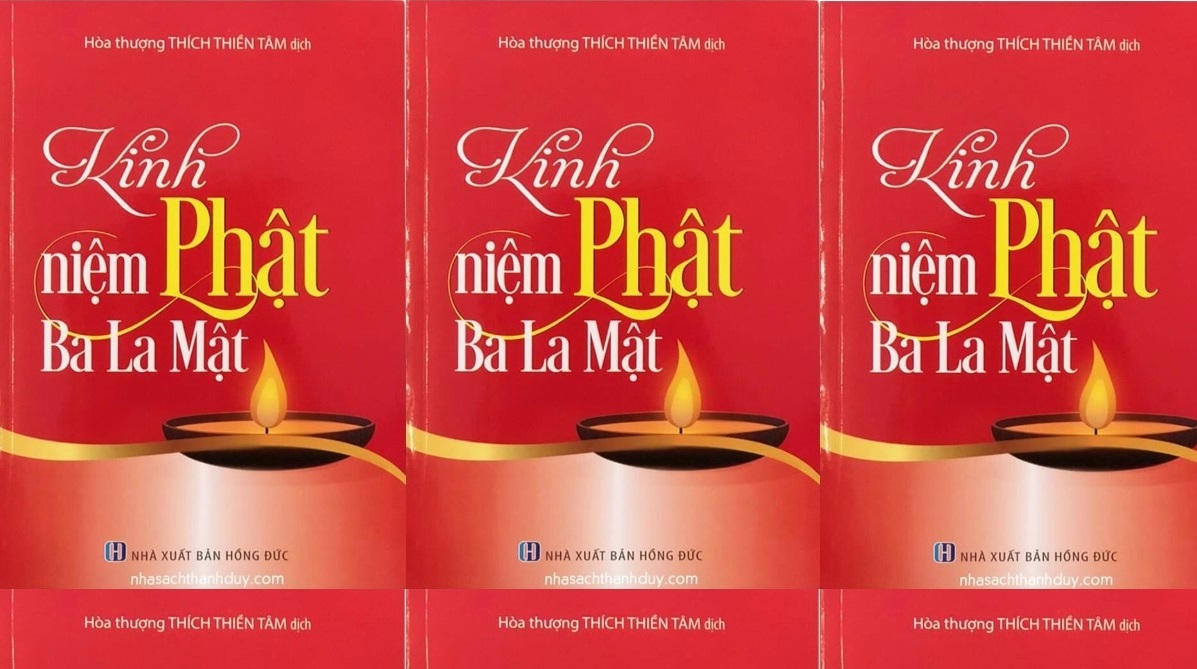 Hòa thượng THÍCH THIỀN TÂM dịch
Kinh
niệm Phật
Ba La Mật
NHÀ XUẤT BẢN HỒNG ĐỨC
nhasachthanhduy.com
Hòa thượng THÍCH THIỀN TÂM dịch
Kinh
niệm Phật
Ba La Mật
NHÀ XUẤT BẢN HỒNG ĐỨC
nhasachthanhduy.com
Hòa thượng THÍCH THIỀN TÂM dịch
Kinh
niệm Phật
Ba La Mật
NHÀ XUẤT BẢN HỒNG ĐỨC
nhasachthanhduy.com
Hòa thượng THÍCH THIỀN TÂM dịch
Hòa thượng THÍCH THIỀN TÂM dịch
Hòa thượng THÍCH THIỀN TÂM dịch